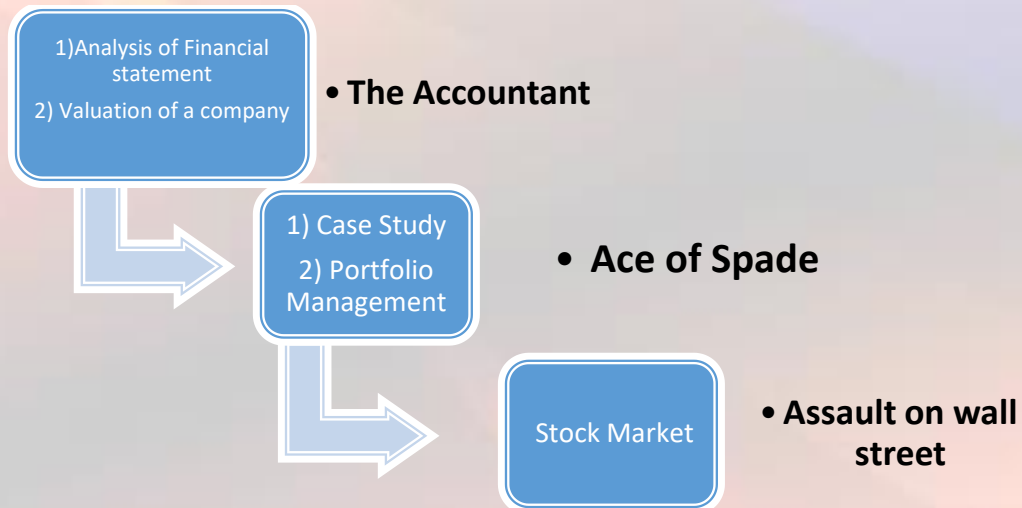 1)Analysis of Financial
statement
2) Valuation of a company
• The Accountant
1) Case Study
2) Portfolio
Management
• Ace of Spade
Stock Market
• Assault on wall
street